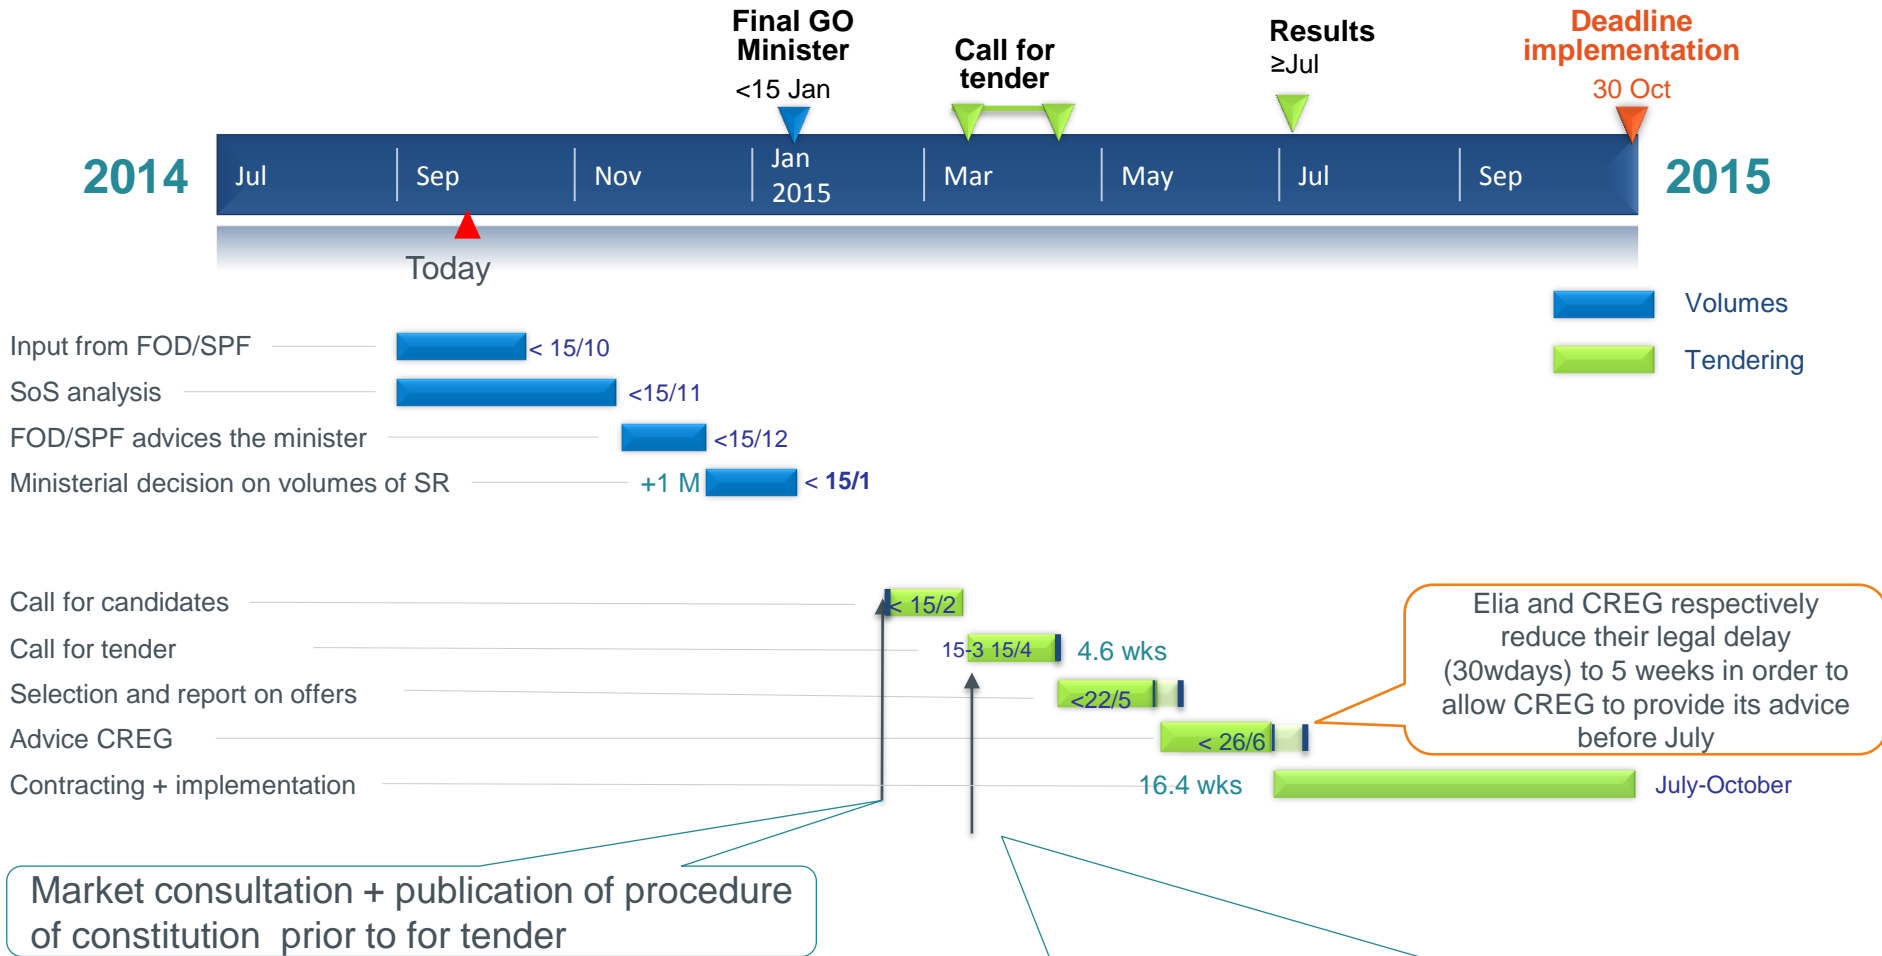 Final GO
Minister
<15 Jan
Call for
tender
Results
≥Jul
Deadline
implementation
30 Oct
2014
Jul
Sep
Nov
Jan
2015
Mar
May
Jul
Sep
2015
Today
Volumes
Tendering
Input from FOD/SPF
< 15/10
SoS analysis
<15/11
FOD/SPF advices the minister
<15/12
Ministerial decision on volumes of SR
+1 M
< 15/1
Call for candidates
< 15/2
Call for tender
15-3 15/4
4.6 wks
Selection and report on offers
<22/5
Advice CREG
< 26/6
Contracting + implementation
16.4 wks
July-October
Elia and CREG respectively
reduce their legal delay
(30wdays) to 5 weeks in order to
allow CREG to provide its advice
before July
Market consultation + publication of procedure
of constitution prior to for tender